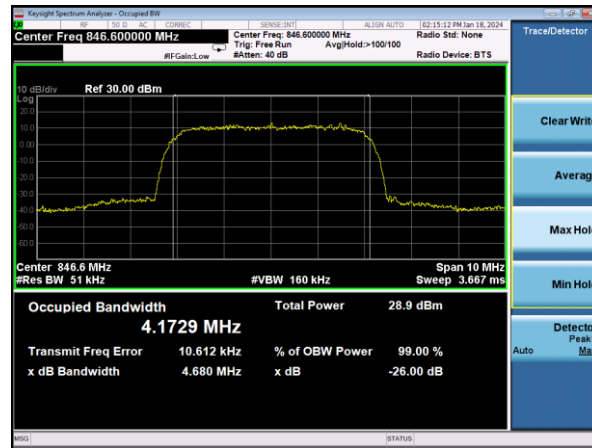 Keysight Spectrum Analyzer - Occupied BW
RF 50 Ω AC CORREC SENSE:INT ALIGN AUTO 02:15:12 PM Jan 18, 2024
Center Freq 846.600000 MHz
Center Freq: 846.600000 MHz Radio Std: None
Trig: Free Run Avg|Hold:>100/100
#IFGain:Low #Atten: 40 dB Radio Device: BTS
10 dB/div Ref 30.00 dBm
Log
20.0
10.0
0.00
-10.0
-20.0
-30.0
-40.0
-50.0
-60.0
Center 846.6 MHz Span 10 MHz
#Res BW 51 kHz #VBW 160 kHz Sweep 3.667 ms
Occupied Bandwidth Total Power 28.9 dBm
4.1729 MHz
Transmit Freq Error 10.612 kHz % of OBW Power 99.00 %
x dB Bandwidth 4.680 MHz x dB -26.00 dB
MSG STATUS
Trace/Detector
Clear Write
Average
Max Hold
Min Hold
Detector
Peak
Auto Ma